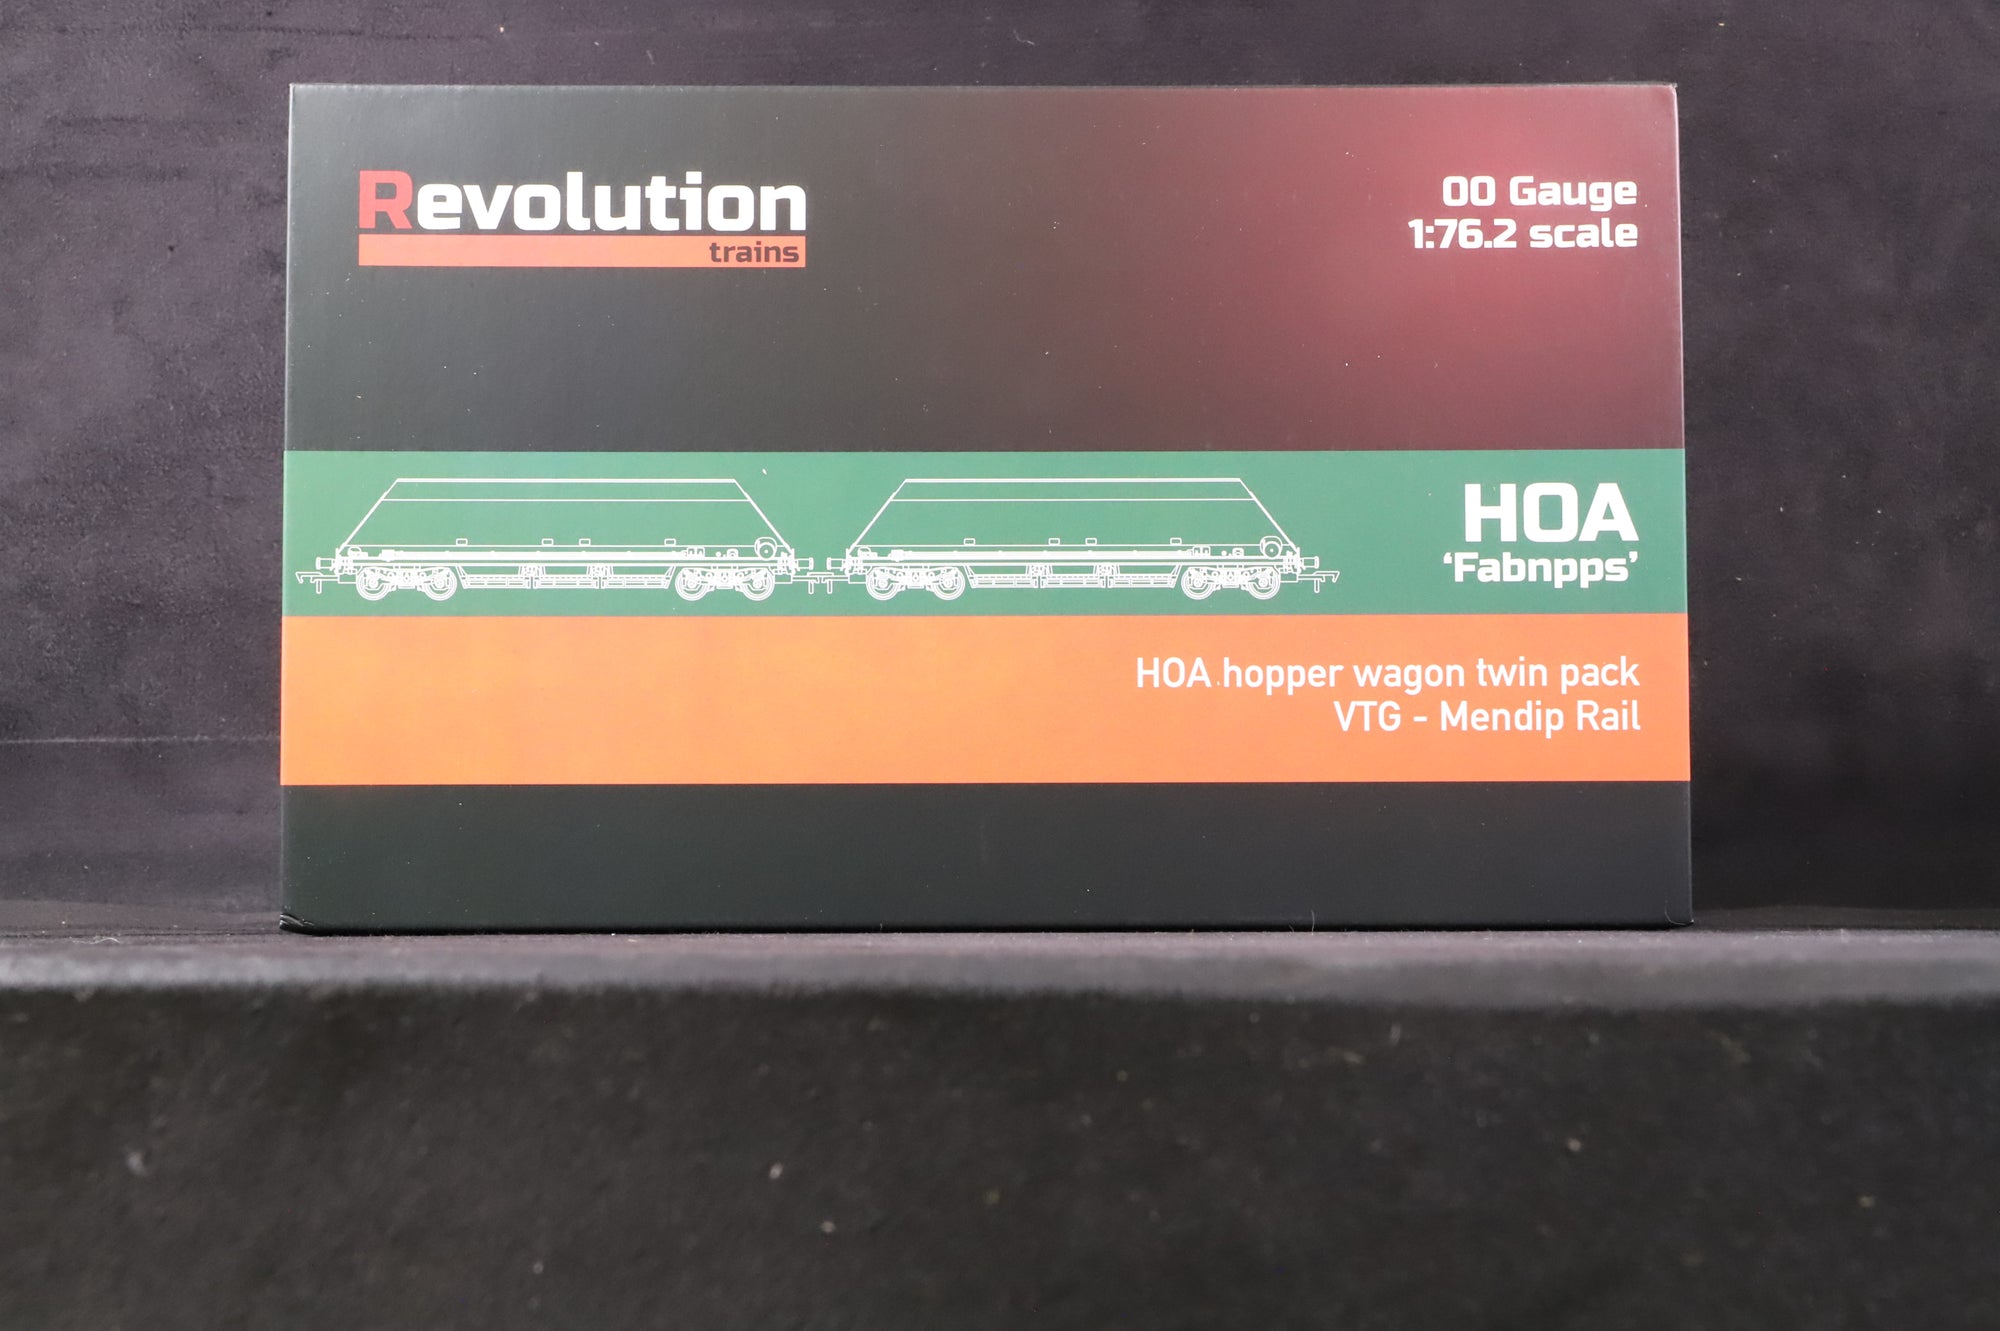 Revolution
trains
00 Gauge
1:76.2 scale
HOA
‘Fabnpps’
HOA hopper wagon twin pack
VTG - Mendip Rail